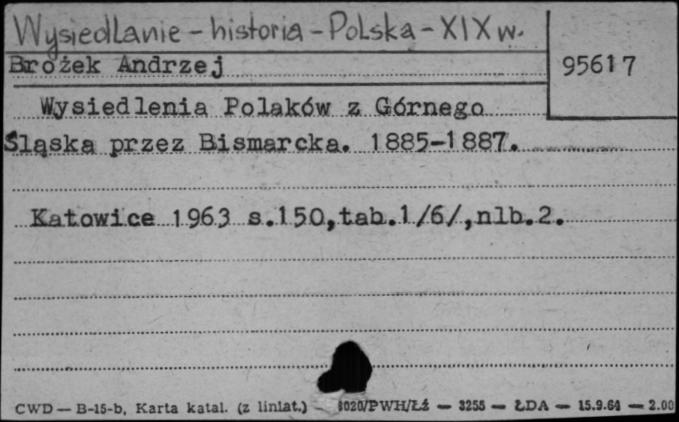 Wysiedlanie - historia - Polska - XIX w.
Brożek Andrzej
95617
Wysiedlenia Polaków z Górnego
Śląska przez Bismarcka. 1885-1887.
Katowice 1963 s.150,tab.1/6/,nlb.2.
CWD — B-15-b, Karta katal. (z liniat.) — 8020/PWH/Łź — 3255 — ŁDA — 15.9.61 — 2.00